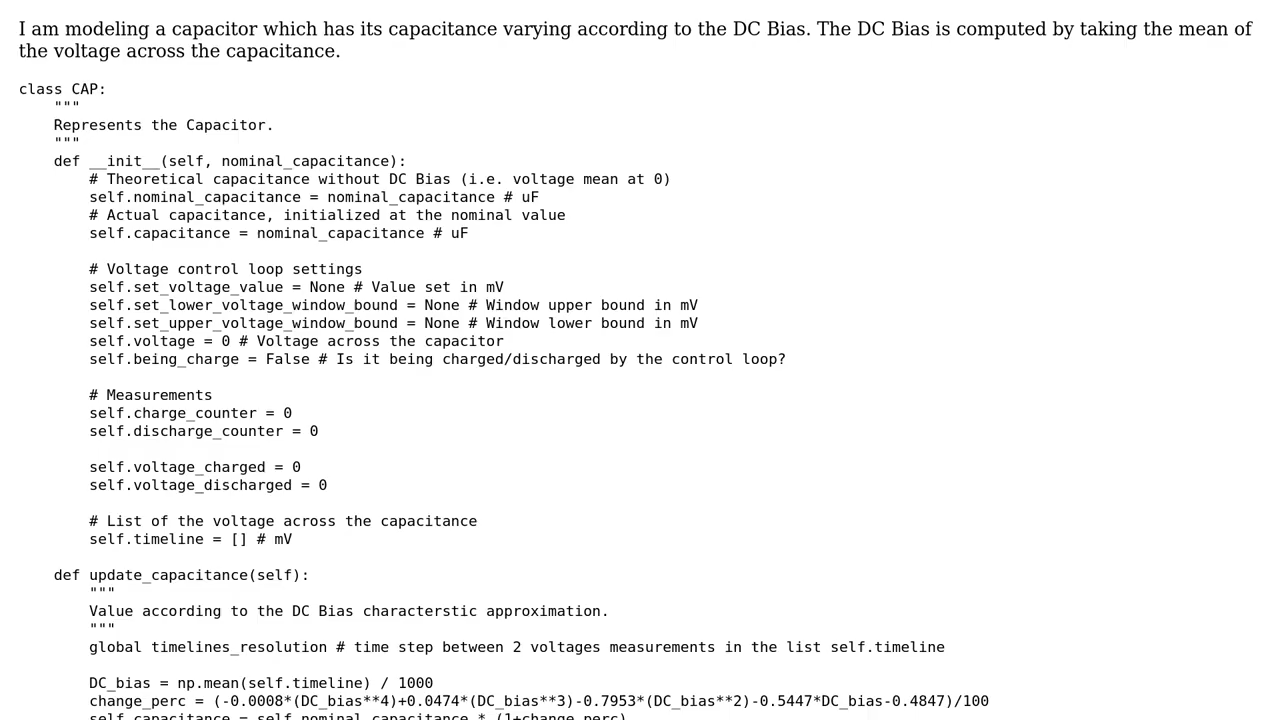 I am modeling a capacitor which has its capacitance varying according to the DC Bias. The DC Bias is computed by taking the mean of
the voltage across the capacitance.
class CAP:
    """
    Represents the Capacitor.
    """
    def __init__(self, nominal_capacitance):
        # Theoretical capacitance without DC Bias (i.e. voltage mean at 0)
        self.nominal_capacitance = nominal_capacitance # uF
        # Actual capacitance, initialized at the nominal value
        self.capacitance = nominal_capacitance # uF

        # Voltage control loop settings
        self.set_voltage_value = None # Value set in mV
        self.set_lower_voltage_window_bound = None # Window upper bound in mV
        self.set_upper_voltage_window_bound = None # Window lower bound in mV
        self.voltage = 0 # Voltage across the capacitor
        self.being_charge = False # Is it being charged/discharged by the control loop?

        # Measurements
        self.charge_counter = 0
        self.discharge_counter = 0

        self.voltage_charged = 0
        self.voltage_discharged = 0

        # List of the voltage across the capacitance
        self.timeline = [] # mV

    def update_capacitance(self):
        """
        Value according to the DC Bias characterstic approximation.
        """
        global timelines_resolution # time step between 2 voltages measurements in the list self.timeline

        DC_bias = np.mean(self.timeline) / 1000
        change_perc = (-0.0008*(DC_bias**4)+0.0474*(DC_bias**3)-0.7953*(DC_bias**2)-0.5447*DC_bias-0.4847)/100
        self.capacitance = self.nominal_capacitance * (1+change_perc)